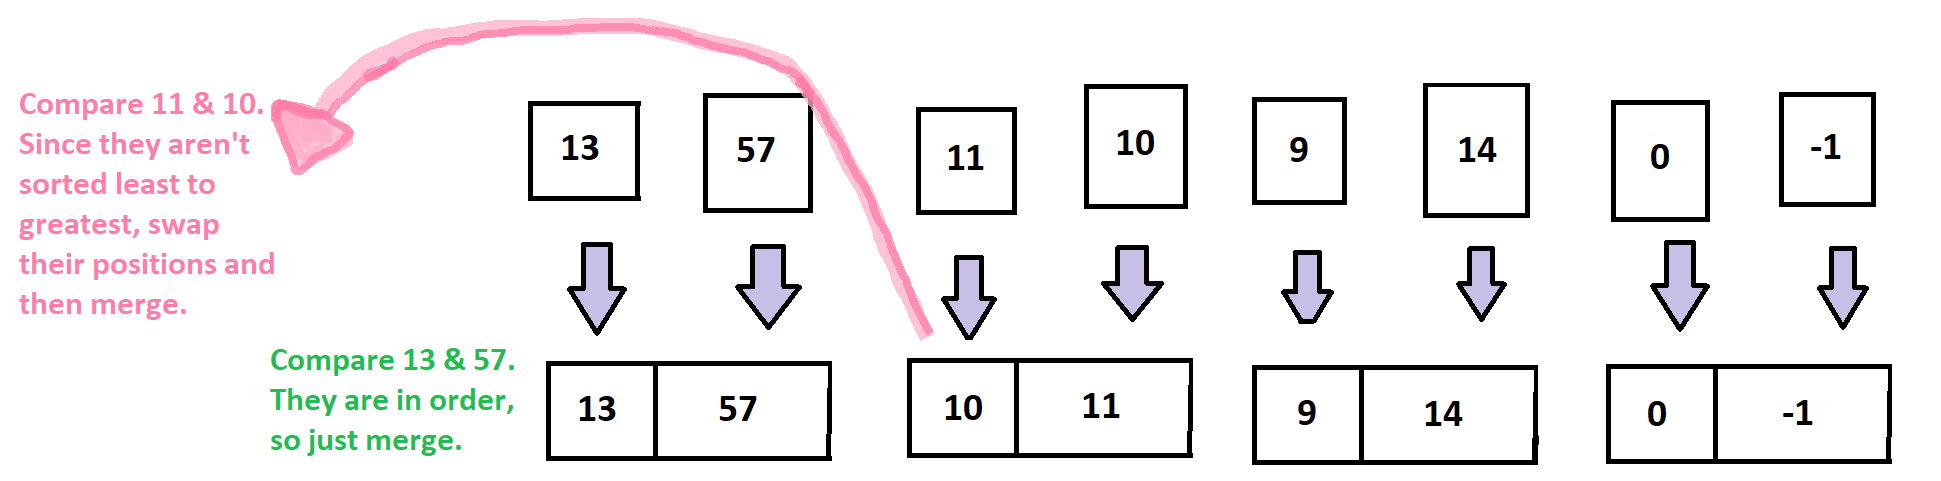 Compare 11 & 10.
Since they aren't
sorted least to
greatest, swap
their positions and
then merge.
13 57 11 10 9 14 0 -1
Compare 13 & 57.
They are in order,
so just merge.
13 57 10 11 9 14 0 -1